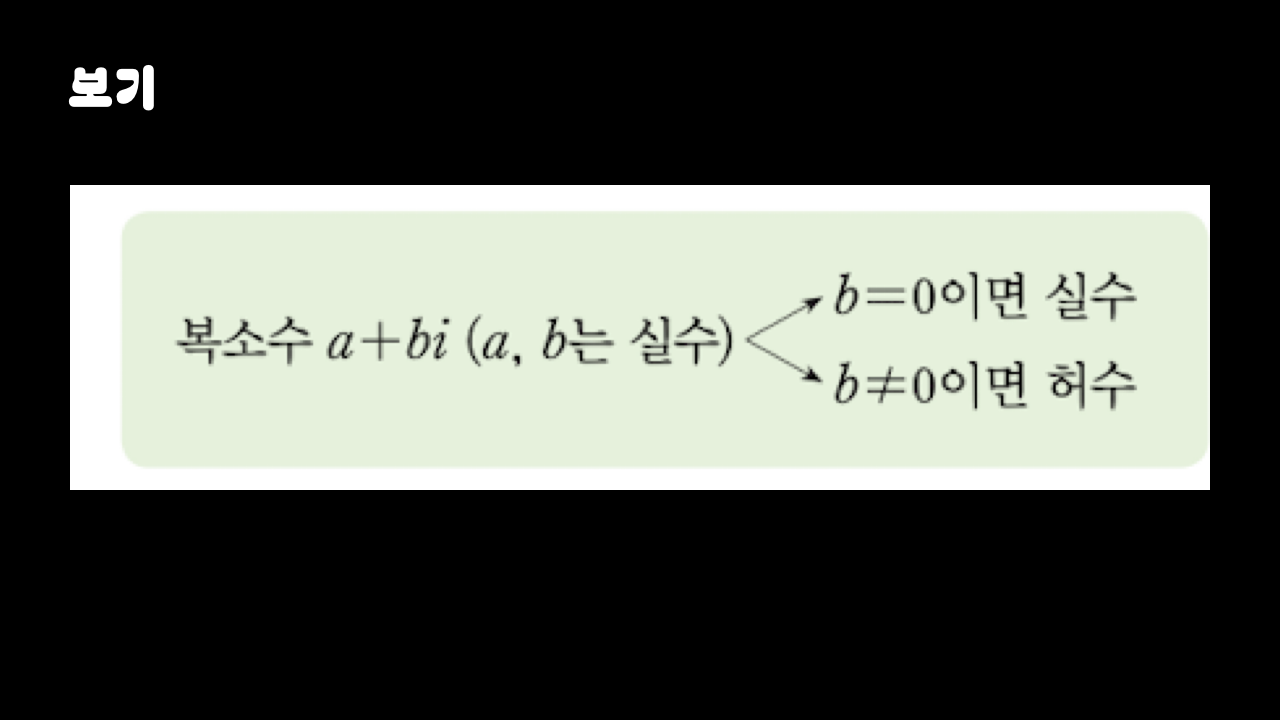 보기
b=0이면 실수
복소수 a+bi (a, b는 실수)
b≠0이면 허수